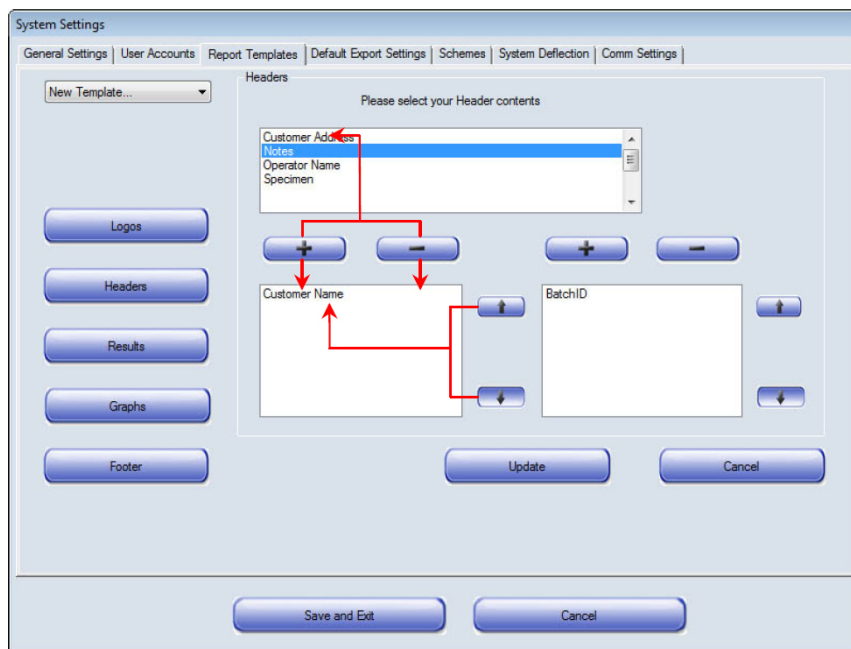 System Settings
General Settings User Accounts Report Templates Default Export Settings Schemes System Deflection Comm Settings
New Template...
Headers
Please select your Header contents
Customer Address
Notes
Operator Name
Specimen
Logos
Headers
Results
Graphs
Footer
Customer Name
BatchID
Update
Cancel
Save and Exit
Cancel